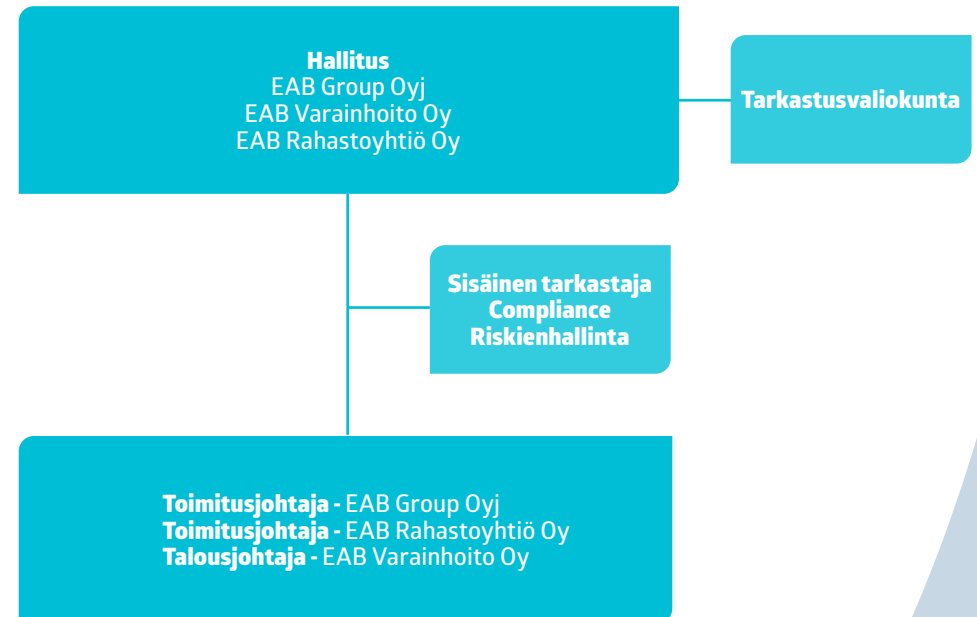 Hallitus
EAB Group Oyj
EAB Varainhoito Oy
EAB Rahastoyhtiö Oy
Tarkastusvaliokunta
Sisäinen tarkastaja
Compliance
Riskienhallinta
Toimitusjohtaja - EAB Group Oyj
Toimitusjohtaja - EAB Rahastoyhtiö Oy
Talousjohtaja - EAB Varainhoito Oy